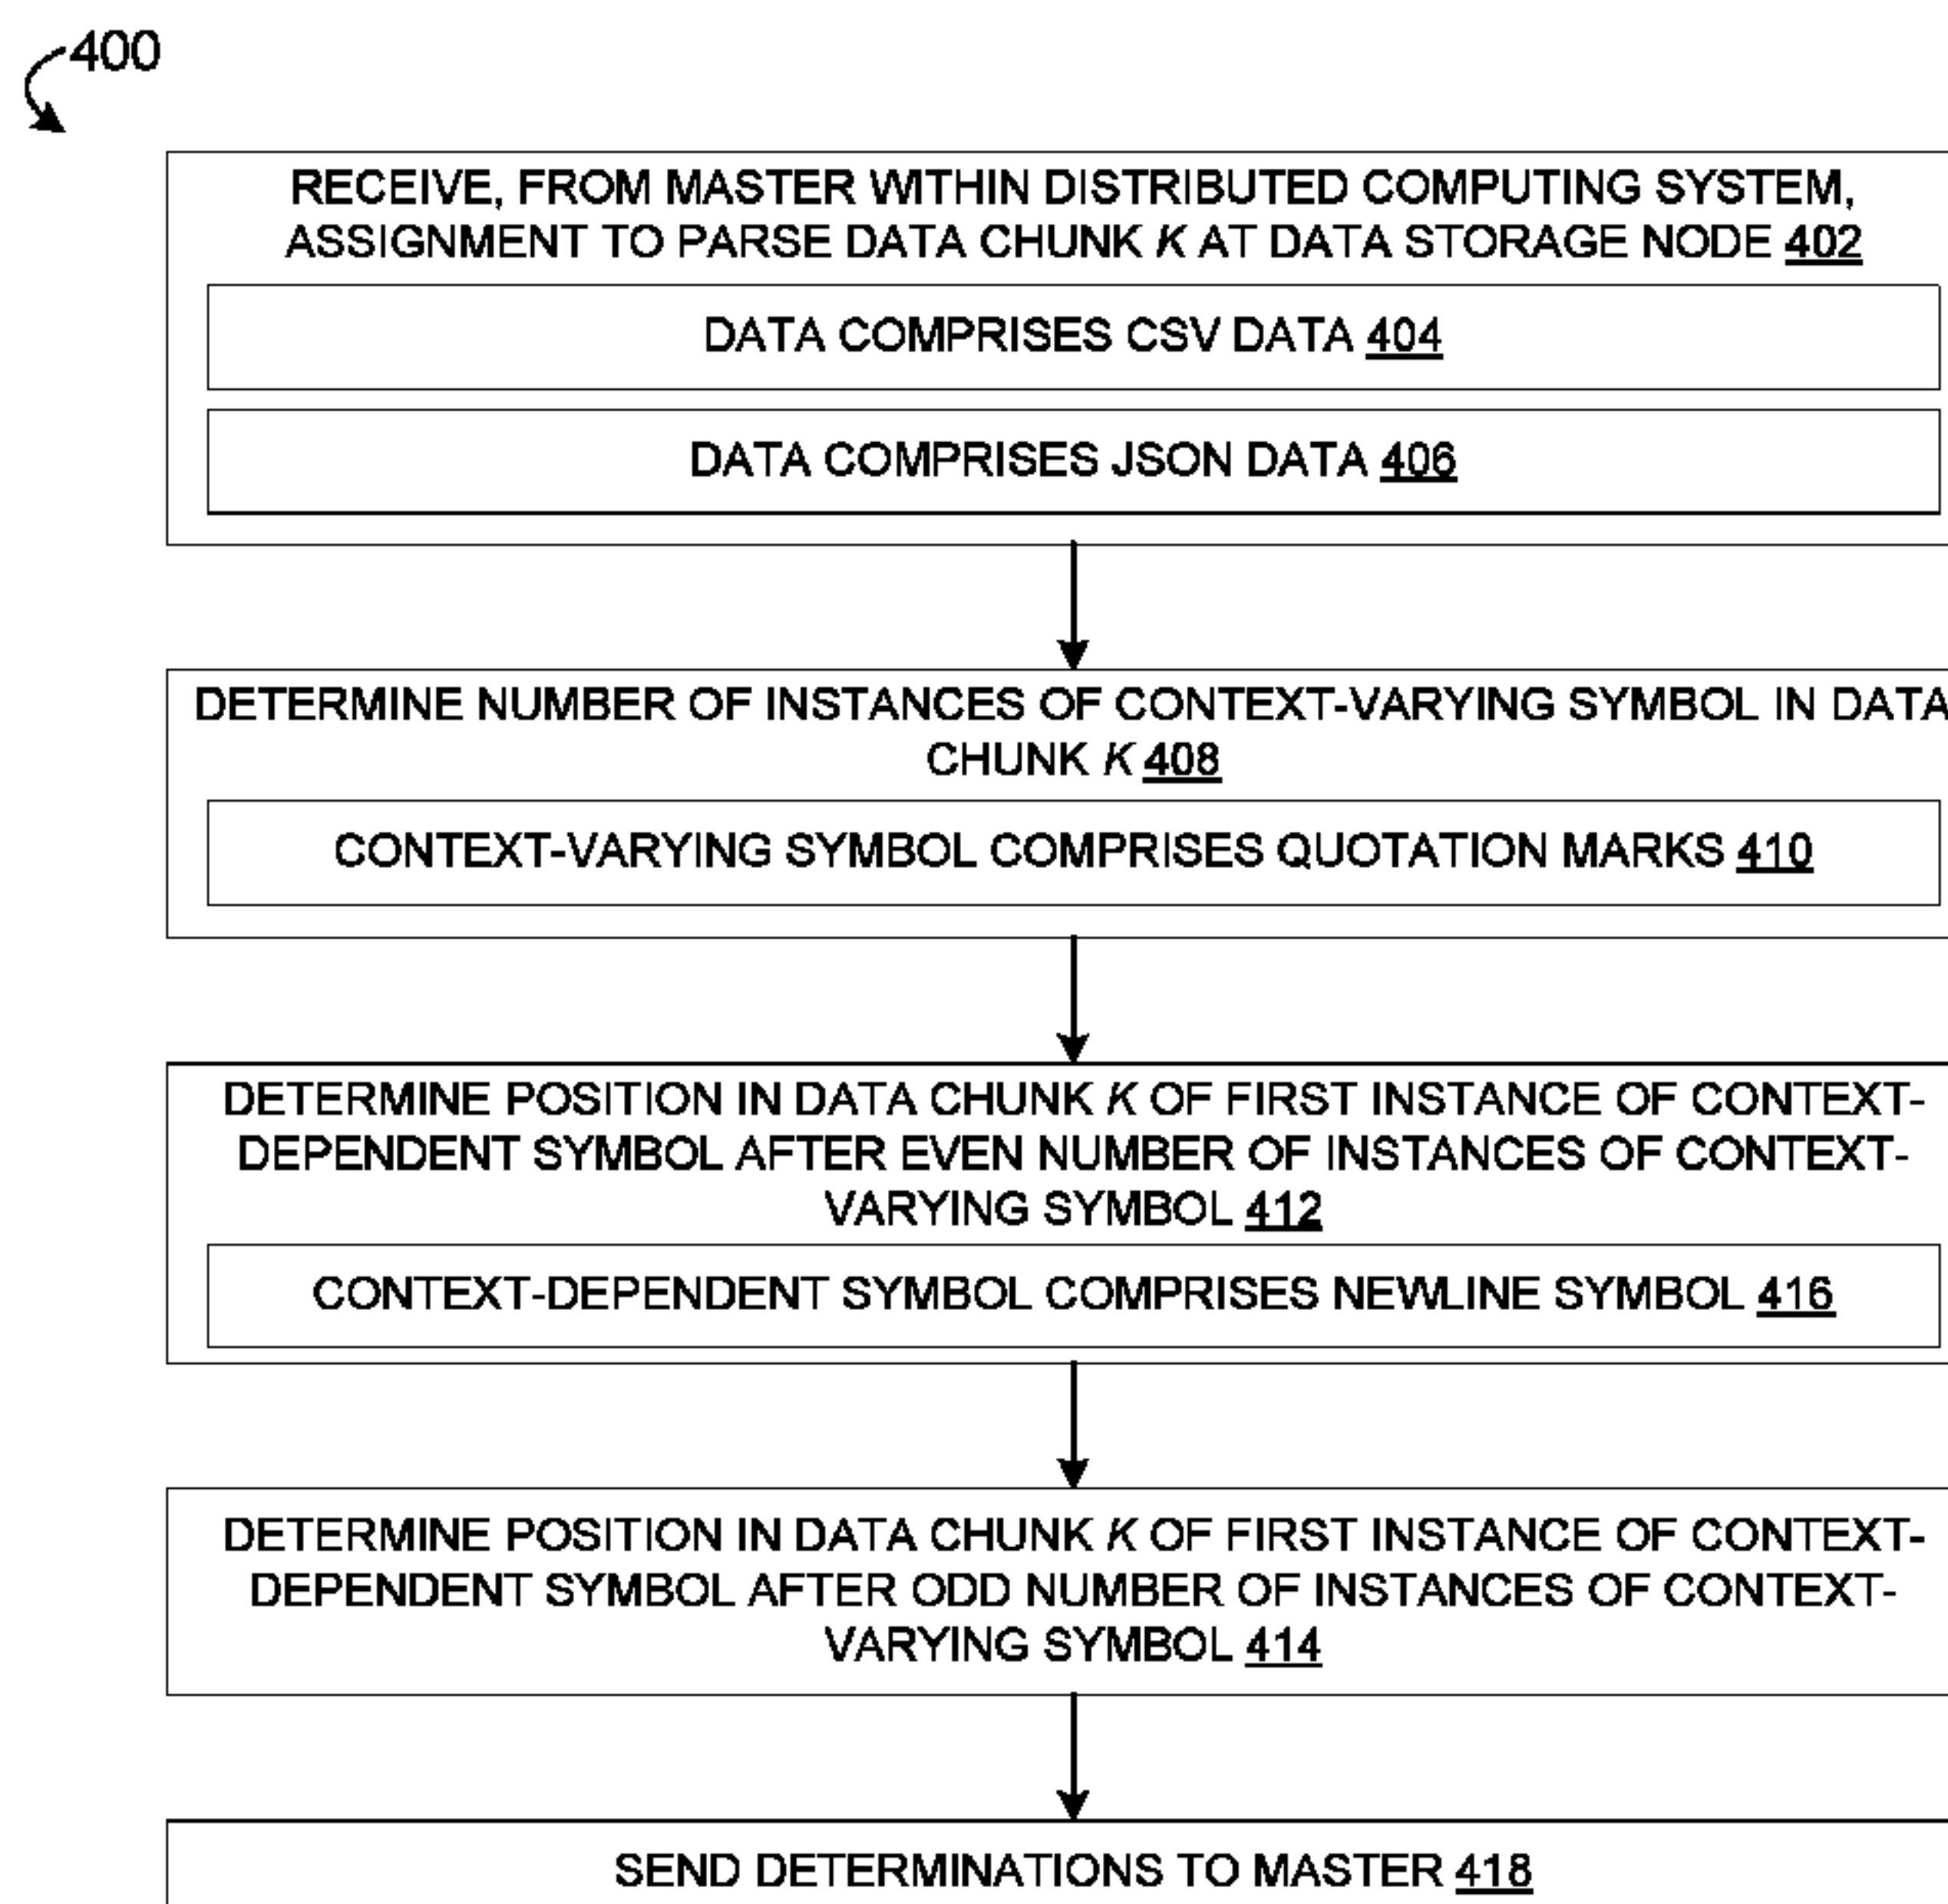 400
RECEIVE, FROM MASTER WITHIN DISTRIBUTED COMPUTING SYSTEM,
ASSIGNMENT TO PARSE DATA CHUNK K AT DATA STORAGE NODE 402
DATA COMPRISES CSV DATA 404
DATA COMPRISES JSON DATA 406
DETERMINE NUMBER OF INSTANCES OF CONTEXT-VARYING SYMBOL IN DATA
CHUNK K 408
CONTEXT-VARYING SYMBOL COMPRISES QUOTATION MARKS 410
DETERMINE POSITION IN DATA CHUNK K OF FIRST INSTANCE OF CONTEXT-
DEPENDENT SYMBOL AFTER EVEN NUMBER OF INSTANCES OF CONTEXT-
VARYING SYMBOL 412
CONTEXT-DEPENDENT SYMBOL COMPRISES NEWLINE SYMBOL 416
DETERMINE POSITION IN DATA CHUNK K OF FIRST INSTANCE OF CONTEXT-
DEPENDENT SYMBOL AFTER ODD NUMBER OF INSTANCES OF CONTEXT-
VARYING SYMBOL 414
SEND DETERMINATIONS TO MASTER 418